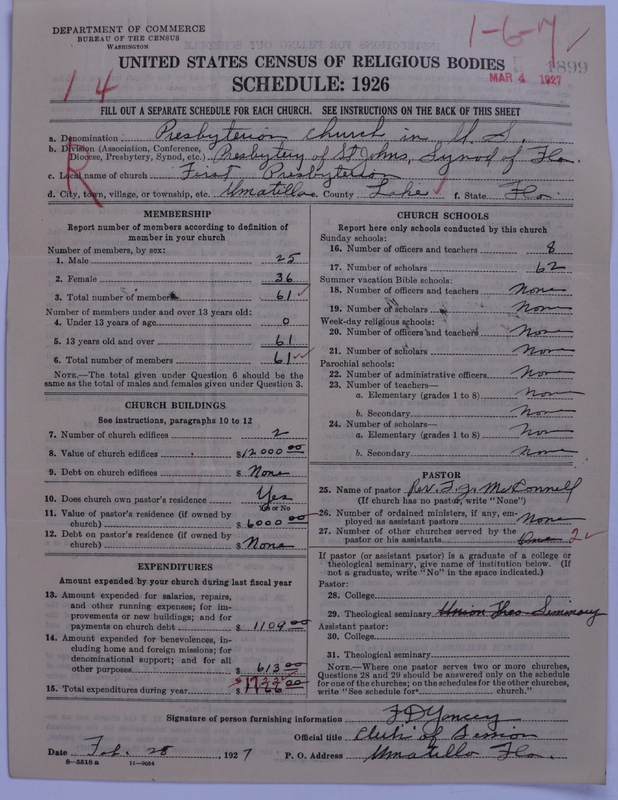 DEPARTMENT OF COMMERCE
BUREAU OF THE CENSUS
WASHINGTON
1-6-7 ✓
1899
MAR 4 1927
UNITED STATES CENSUS OF RELIGIOUS BODIES
SCHEDULE: 1926
14
FILL OUT A SEPARATE SCHEDULE FOR EACH CHURCH. SEE INSTRUCTIONS ON THE BACK OF THIS SHEET
a. Denomination Presbyterian Church in U. S.
b. Division (Association, Conference, Diocese, Presbytery, Synod, etc.) Presbytery of St Johns, Synod of Fla.
R
c. Local name of church First Presbyterian
d. City, town, village, or township, etc. Umatilla e. County Lake ✓ f. State Fla.
MEMBERSHIP
Report number of members according to definition of
member in your church
Number of members, by sex:
1. Male 25
2. Female 36
3. Total number of members 61 ✓
Number of members under and over 13 years old:
4. Under 13 years of age 0
5. 13 years old and over 61
6. Total number of members 61 ✓✓
NOTE.—The total given under Question 6 should be the
same as the total of males and females given under Question 3.
CHURCH BUILDINGS
See instructions, paragraphs 10 to 12
7. Number of church edifices 2
8. Value of church edifices $12000 00
9. Debt on church edifices $ None
10. Does church own pastor's residence? Yes
Yes or No
11. Value of pastor's residence (if owned by
church) $ 6000 00
12. Debt on pastor's residence (if owned by
church) $ None
EXPENDITURES
Amount expended by your church during last fiscal year
13. Amount expended for salaries, repairs,
and other running expenses; for im-
provements or new buildings; and for
payments on church debt $ 1109 00
14. Amount expended for benevolences, in-
cluding home and foreign missions; for
denominational support; and for all
other purposes $ 613 00
15. Total expenditures during year $ 1722 00
CHURCH SCHOOLS
Report here only schools conducted by this church
Sunday schools:
16. Number of officers and teachers 8
17. Number of scholars 62
Summer vacation Bible schools:
18. Number of officers and teachers None
19. Number of scholars None
Week-day religious schools:
20. Number of officers and teachers None
21. Number of scholars None
Parochial schools:
22. Number of administrative officers None
23. Number of teachers—
a. Elementary (grades 1 to 8) None
b. Secondary None
24. Number of scholars—
a. Elementary (grades 1 to 8) None
b. Secondary None
PASTOR
25. Name of pastor Rev. F. J. McConnell
(If church has no pastor, write "None")
26. Number of ordained ministers, if any, em-
ployed as assistant pastors None
27. Number of other churches served by the
pastor or his assistants 2 ✓
If pastor (or assistant pastor) is a graduate of a college or
theological seminary, give name of institution below. (If
not a graduate, write "No" in the space indicated.)
Pastor:
28. College
29. Theological seminary Union Theo Seminary
Assistant pastor:
30. College
31. Theological seminary
NOTE.—Where one pastor serves two or more churches,
Questions 28 and 29 should be answered only on the schedule
for one of the churches; on the schedules for the other churches,
write "See schedule for church."
Signature of person furnishing information F D Yancey
Official title Clerk of Session
Date Feb. 28, 1927 P. O. Address Umatilla Fla.
8-5518 a 11-9054